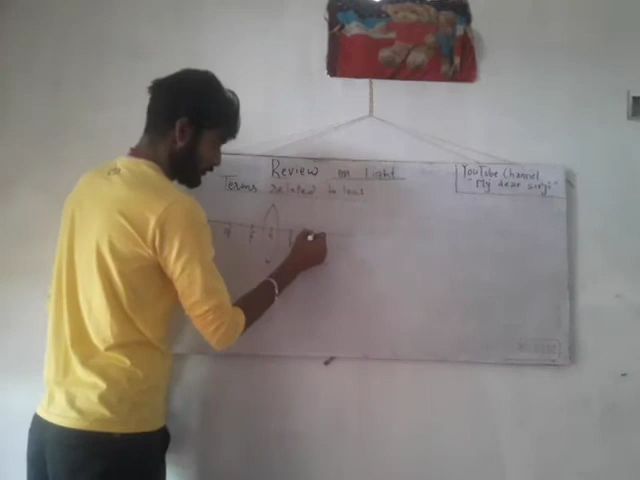 Review on Light
Terms related to lens
YouTube Channel
"My dear sirji"
F